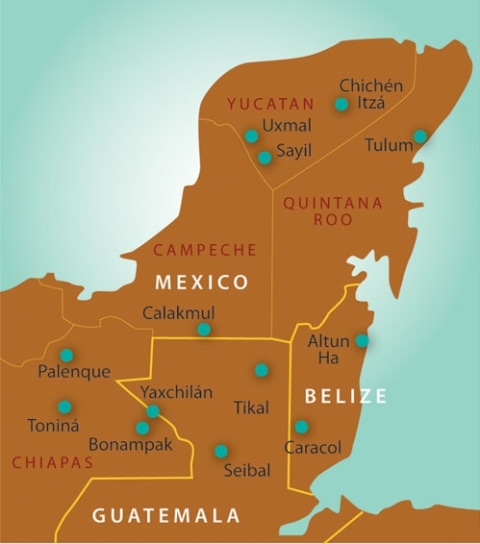 Chichén
Itzá
YUCATAN
Uxmal
Sayil
Tulum
QUINTANA
ROO
CAMPECHE
MEXICO
Calakmul
Altun
Ha
Palenque
Yaxchilán
Tikal
BELIZE
Toniná
Bonampak
Caracol
CHIAPAS
Seibal
GUATEMALA